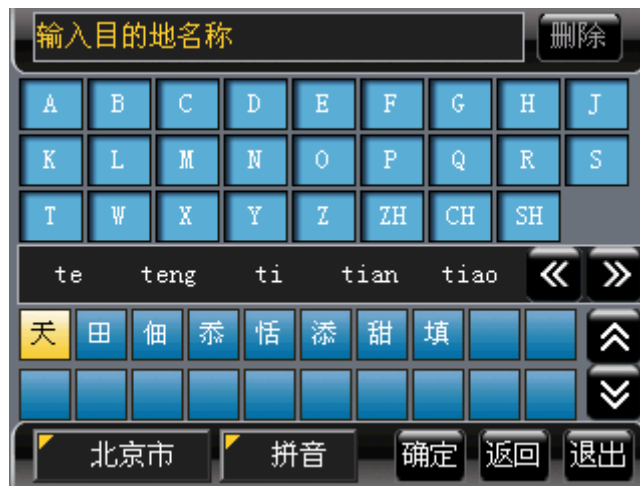 输入目的地名称 删除
A B C D E F G H J
K L M N O P Q R S
T W X Y Z ZH CH SH
te teng ti tian tiao
天 田 佃 忝 恬 添 甜 填
北京市 拼音 确定 返回 退出